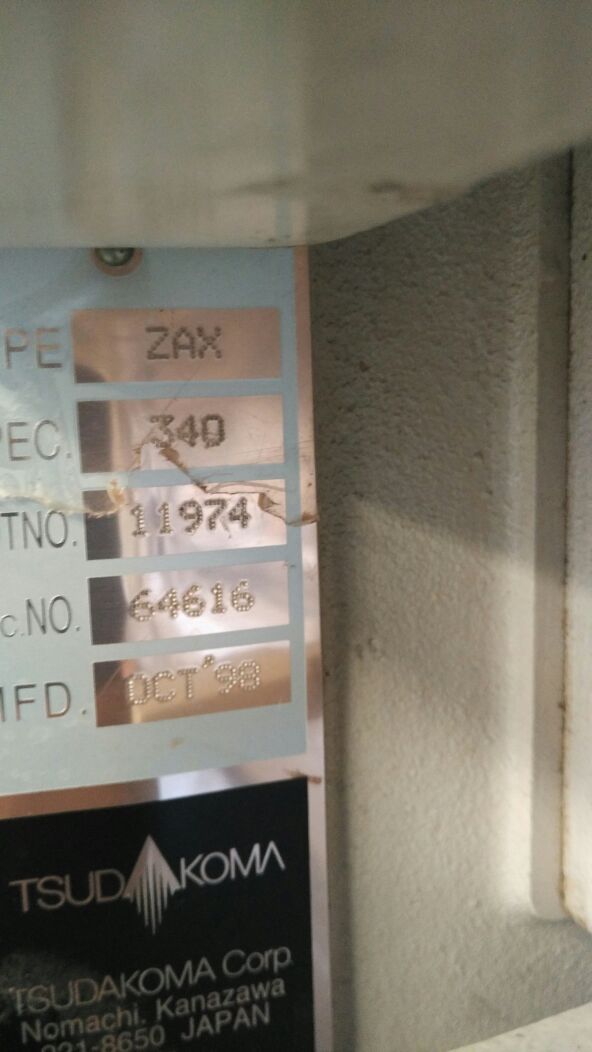 PE ZAX
PEC. 340
TNO. 11974
c.NO. 64616
MFD. OCT'98
TSUDAKOMA
TSUDAKOMA Corp.
Nomachi, Kanazawa
921-8650 JAPAN